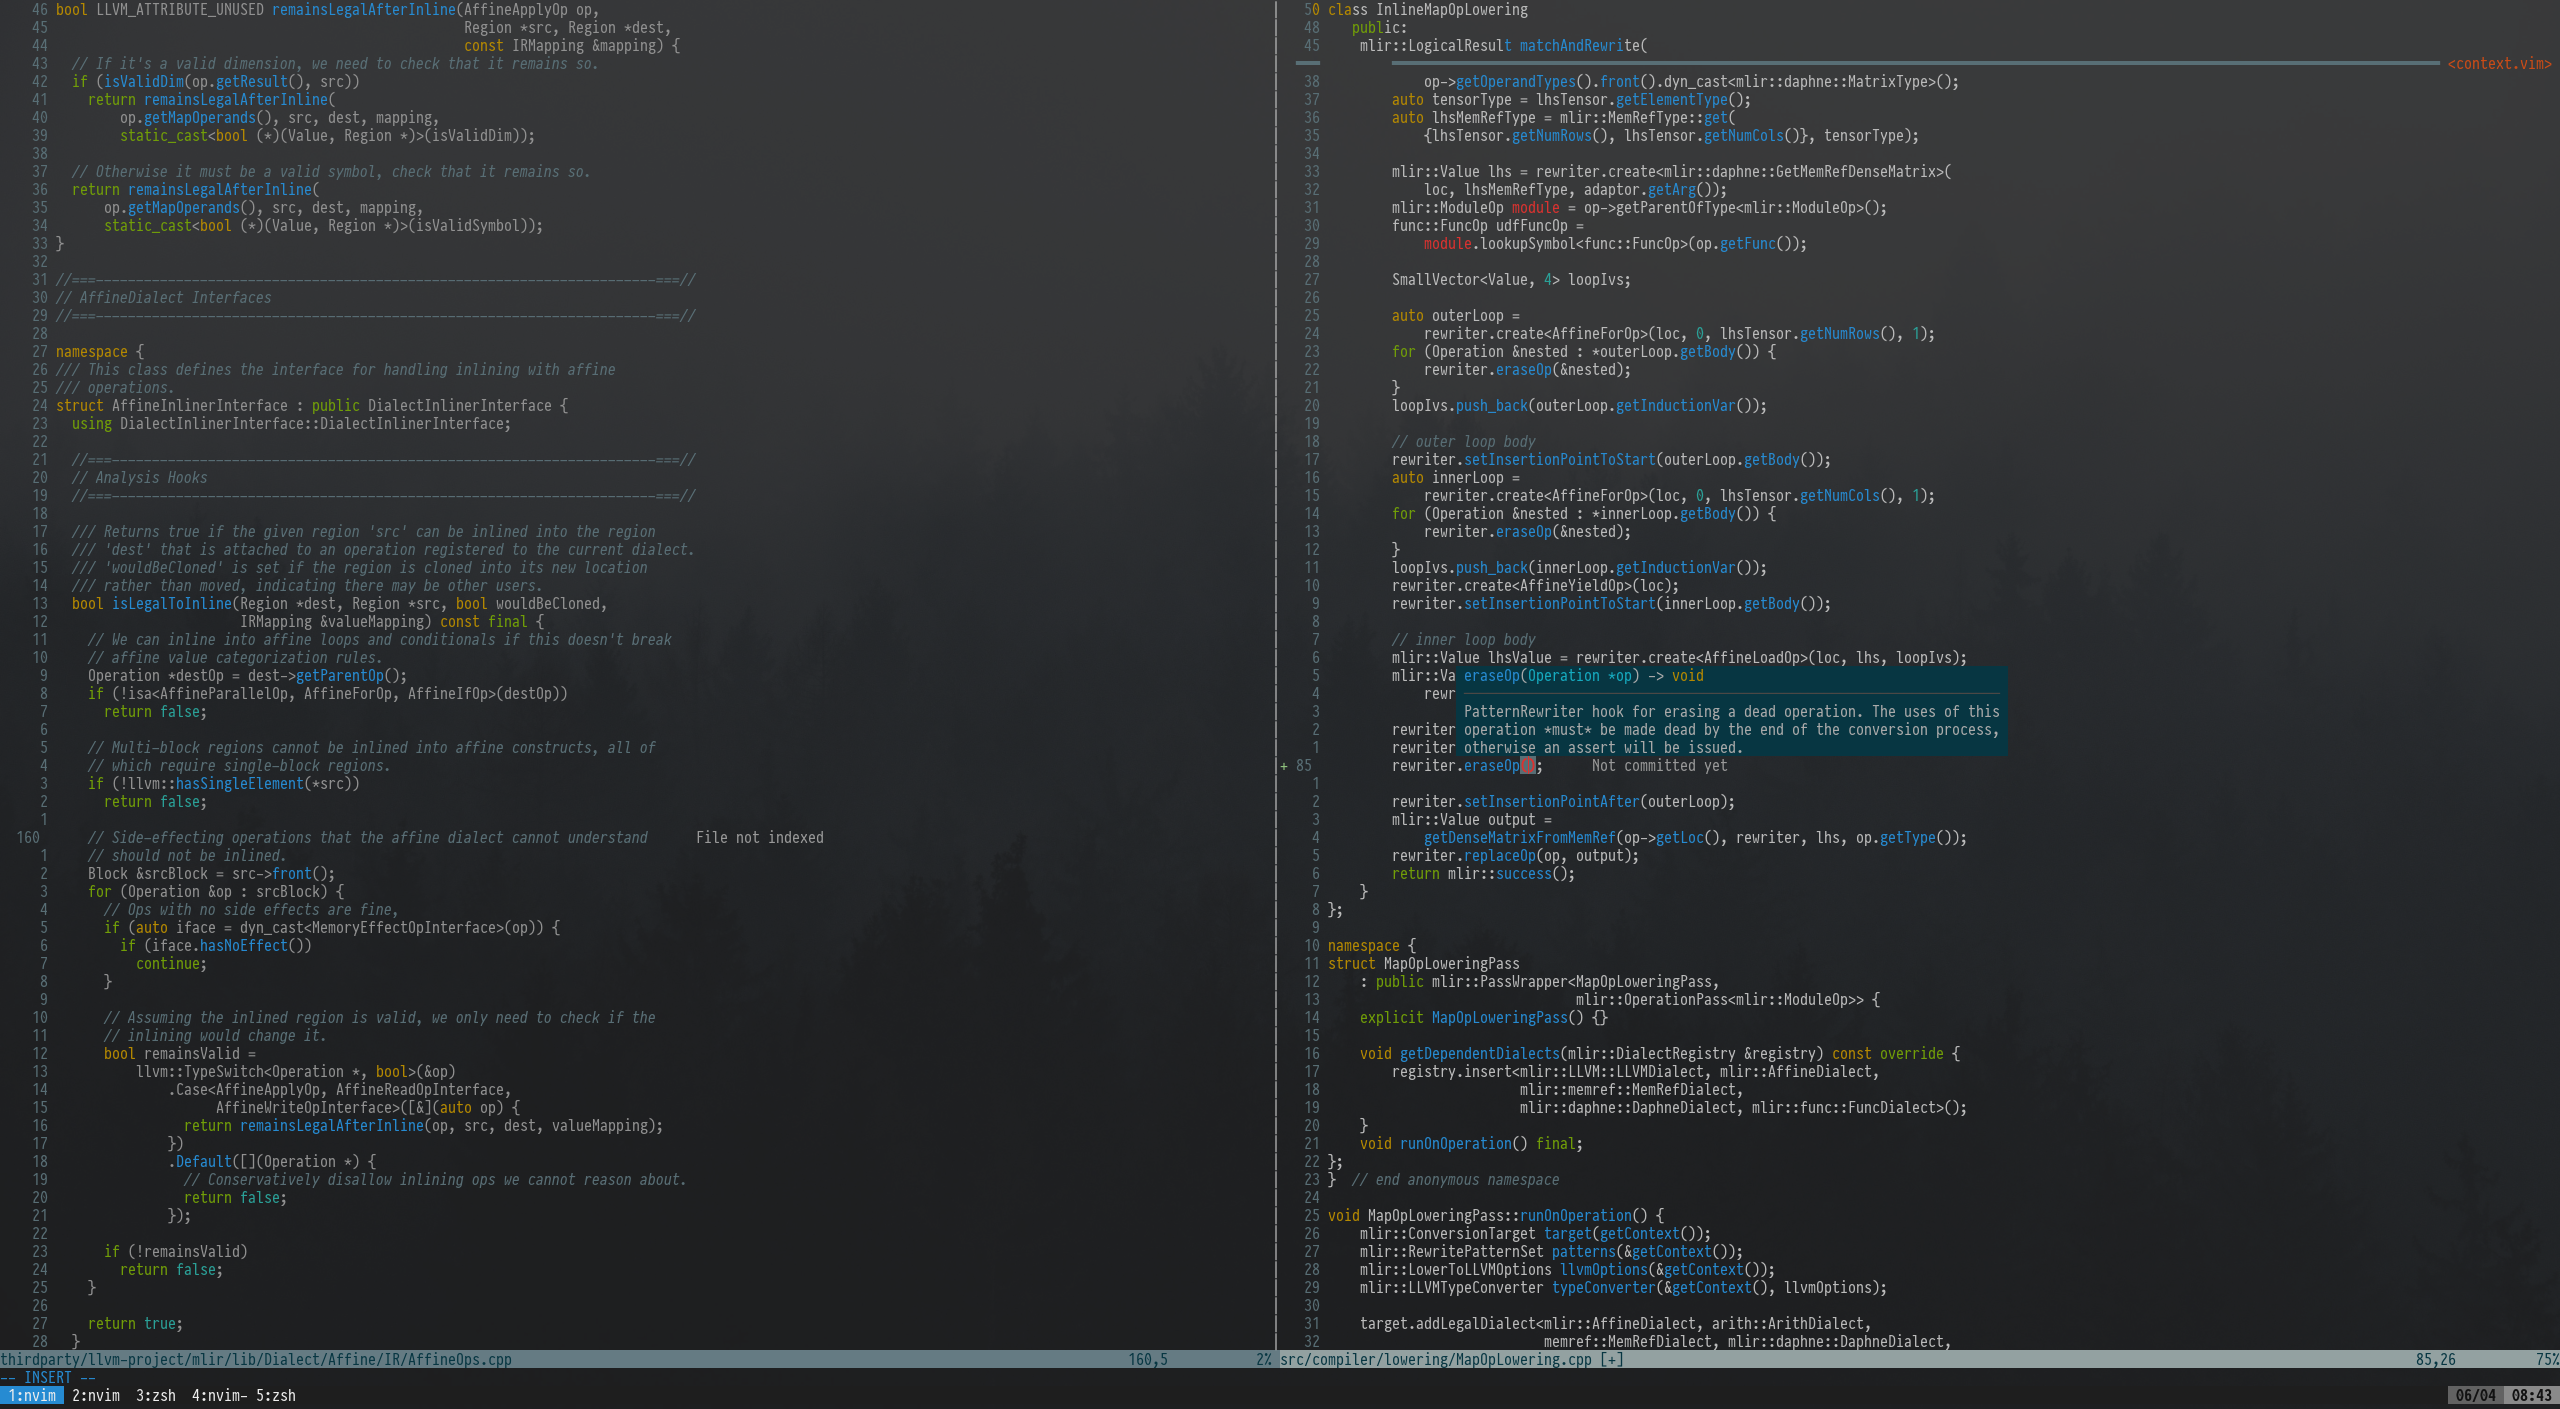 46 bool LLVM_ATTRIBUTE_UNUSED remainsLegalAfterInline(AffineApplyOp op,
45 Region *src, Region *dest,
44 const IRMapping &mapping) {
43 // If it's a valid dimension, we need to check that it remains so.
42 if (isValidDim(op.getResult(), src))
41 return remainsLegalAfterInline(
40 op.getMapOperands(), src, dest, mapping,
39 static_cast<bool (*)(Value, Region *)>(isValidDim));
38
37 // Otherwise it must be a valid symbol, check that it remains so.
36 return remainsLegalAfterInline(
35 op.getMapOperands(), src, dest, mapping,
34 static_cast<bool (*)(Value, Region *)>(isValidSymbol));
33 }
32
31 //===----------------------------------------------------------------------===//
30 // AffineDialect Interfaces
29 //===----------------------------------------------------------------------===//
28
27 namespace {
26 /// This class defines the interface for handling inlining with affine
25 /// operations.
24 struct AffineInlinerInterface : public DialectInlinerInterface {
23 using DialectInlinerInterface::DialectInlinerInterface;
22
21 //===--------------------------------------------------------------------===//
20 // Analysis Hooks
19 //===--------------------------------------------------------------------===//
18
17 /// Returns true if the given region 'src' can be inlined into the region
16 /// 'dest' that is attached to an operation registered to the current dialect.
15 /// 'wouldBeCloned' is set if the region is cloned into its new location
14 /// rather than moved, indicating there may be other users.
13 bool isLegalToInline(Region *dest, Region *src, bool wouldBeCloned,
12 IRMapping &valueMapping) const final {
11 // We can inline into affine loops and conditionals if this doesn't break
10 // affine value categorization rules.
9 Operation *destOp = dest->getParentOp();
8 if (!isa<AffineParallelOp, AffineForOp, AffineIfOp>(destOp))
7 return false;
6
5 // Multi-block regions cannot be inlined into affine constructs, all of
4 // which require single-block regions.
3 if (!llvm::hasSingleElement(*src))
2 return false;
1
160 // Side-effecting operations that the affine dialect cannot understand File not indexed
1 // should not be inlined.
2 Block &srcBlock = src->front();
3 for (Operation &op : srcBlock) {
4 // Ops with no side effects are fine,
5 if (auto iface = dyn_cast<MemoryEffectOpInterface>(op)) {
6 if (iface.hasNoEffect())
7 continue;
8 }
9
10 // Assuming the inlined region is valid, we only need to check if the
11 // inlining would change it.
12 bool remainsValid =
13 llvm::TypeSwitch<Operation *, bool>(&op)
14 .Case<AffineApplyOp, AffineReadOpInterface,
15 AffineWriteOpInterface>([&](auto op) {
16 return remainsLegalAfterInline(op, src, dest, valueMapping);
17 })
18 .Default([](Operation *) {
19 // Conservatively disallow inlining ops we cannot reason about.
20 return false;
21 });
22
23 if (!remainsValid)
24 return false;
25 }
26
27 return true;
28 }
thirdparty/llvm-project/mlir/lib/Dialect/Affine/IR/AffineOps.cpp 160,5 2%
50 class InlineMapOpLowering
48 public:
45 mlir::LogicalResult matchAndRewrite(
<context.vim>
38 op->getOperandTypes().front().dyn_cast<mlir::daphne::MatrixType>();
37 auto tensorType = lhsTensor.getElementType();
36 auto lhsMemRefType = mlir::MemRefType::get(
35 {lhsTensor.getNumRows(), lhsTensor.getNumCols()}, tensorType);
34
33 mlir::Value lhs = rewriter.create<mlir::daphne::GetMemRefDenseMatrix>(
32 loc, lhsMemRefType, adaptor.getArg());
31 mlir::ModuleOp module = op->getParentOfType<mlir::ModuleOp>();
30 func::FuncOp udfFuncOp =
29 module.lookupSymbol<func::FuncOp>(op.getFunc());
28
27 SmallVector<Value, 4> loopIvs;
26
25 auto outerLoop =
24 rewriter.create<AffineForOp>(loc, 0, lhsTensor.getNumRows(), 1);
23 for (Operation &nested : *outerLoop.getBody()) {
22 rewriter.eraseOp(&nested);
21 }
20 loopIvs.push_back(outerLoop.getInductionVar());
19
18 // outer loop body
17 rewriter.setInsertionPointToStart(outerLoop.getBody());
16 auto innerLoop =
15 rewriter.create<AffineForOp>(loc, 0, lhsTensor.getNumCols(), 1);
14 for (Operation &nested : *innerLoop.getBody()) {
13 rewriter.eraseOp(&nested);
12 }
11 loopIvs.push_back(innerLoop.getInductionVar());
10 rewriter.create<AffineYieldOp>(loc);
9 rewriter.setInsertionPointToStart(innerLoop.getBody());
8
7 // inner loop body
6 mlir::Value lhsValue = rewriter.create<AffineLoadOp>(loc, lhs, loopIvs);
5 mlir::Va eraseOp(Operation *op) -> void
4 rewr
3 PatternRewriter hook for erasing a dead operation. The uses of this
2 rewriter operation *must* be made dead by the end of the conversion process,
1 rewriter otherwise an assert will be issued.
+ 85 rewriter.eraseOp(); Not committed yet
1
2 rewriter.setInsertionPointAfter(outerLoop);
3 mlir::Value output =
4 getDenseMatrixFromMemRef(op->getLoc(), rewriter, lhs, op.getType());
5 rewriter.replaceOp(op, output);
6 return mlir::success();
7 }
8 };
9
10 namespace {
11 struct MapOpLoweringPass
12 : public mlir::PassWrapper<MapOpLoweringPass,
13 mlir::OperationPass<mlir::ModuleOp>> {
14 explicit MapOpLoweringPass() {}
15
16 void getDependentDialects(mlir::DialectRegistry &registry) const override {
17 registry.insert<mlir::LLVM::LLVMDialect, mlir::AffineDialect,
18 mlir::memref::MemRefDialect,
19 mlir::daphne::DaphneDialect, mlir::func::FuncDialect>();
20 }
21 void runOnOperation() final;
22 };
23 } // end anonymous namespace
24
25 void MapOpLoweringPass::runOnOperation() {
26 mlir::ConversionTarget target(getContext());
27 mlir::RewritePatternSet patterns(&getContext());
28 mlir::LowerToLLVMOptions llvmOptions(&getContext());
29 mlir::LLVMTypeConverter typeConverter(&getContext(), llvmOptions);
30
31 target.addLegalDialect<mlir::AffineDialect, arith::ArithDialect,
32 memref::MemRefDialect, mlir::daphne::DaphneDialect,
src/compiler/lowering/MapOpLowering.cpp [+] 85,26 75%
-- INSERT --
1:nvim 2:nvim 3:zsh 4:nvim- 5:zsh 06/04 08:43